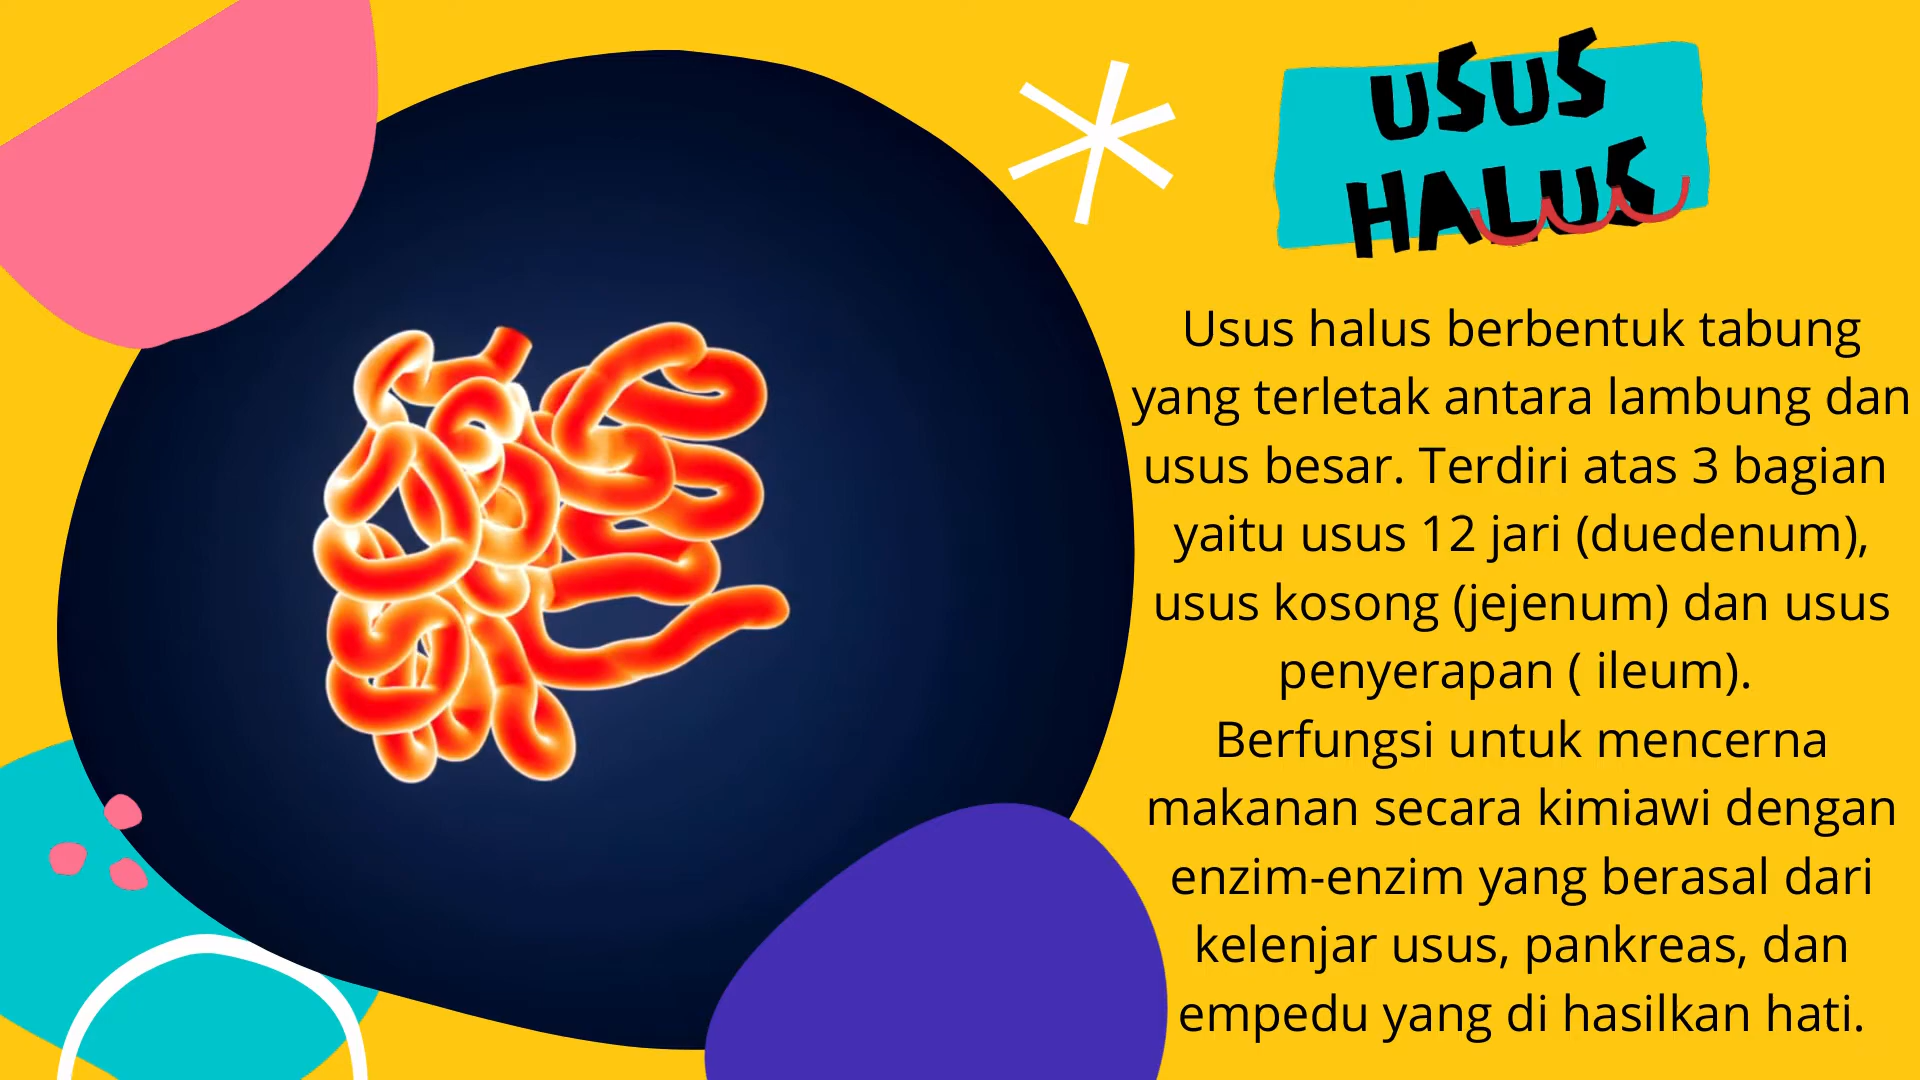 USUS
HALUS
Usus halus berbentuk tabung
yang terletak antara lambung dan
usus besar. Terdiri atas 3 bagian
yaitu usus 12 jari (duedenum),
usus kosong (jejenum) dan usus
penyerapan ( ileum).
Berfungsi untuk mencerna
makanan secara kimiawi dengan
enzim-enzim yang berasal dari
kelenjar usus, pankreas, dan
empedu yang di hasilkan hati.